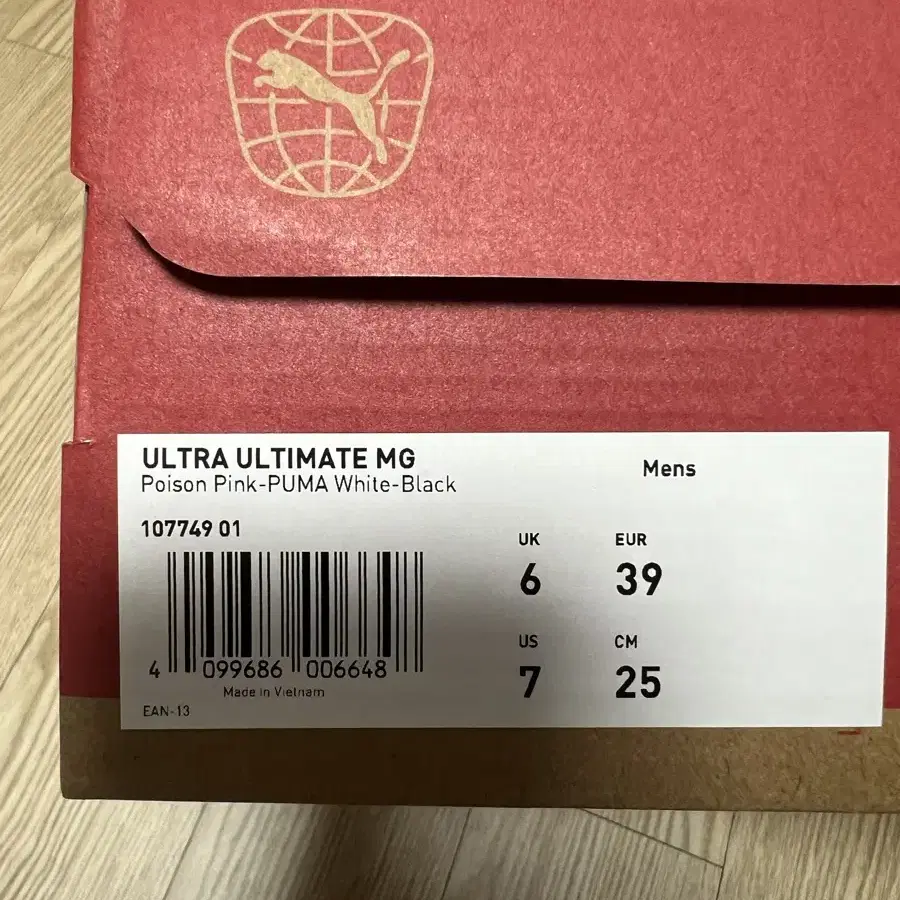 ULTRA ULTIMATE MG
Poison Pink-PUMA White-Black
Mens
107749 01
UK
EUR
6
39
US
CM
7
25
4 099686 006648
Made in Vietnam
EAN-13